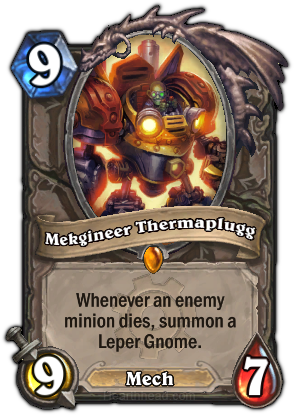 9
Mekgineer Thermaplugg
Whenever an enemy
minion dies, summon a
Leper Gnome.
9
Mech
7